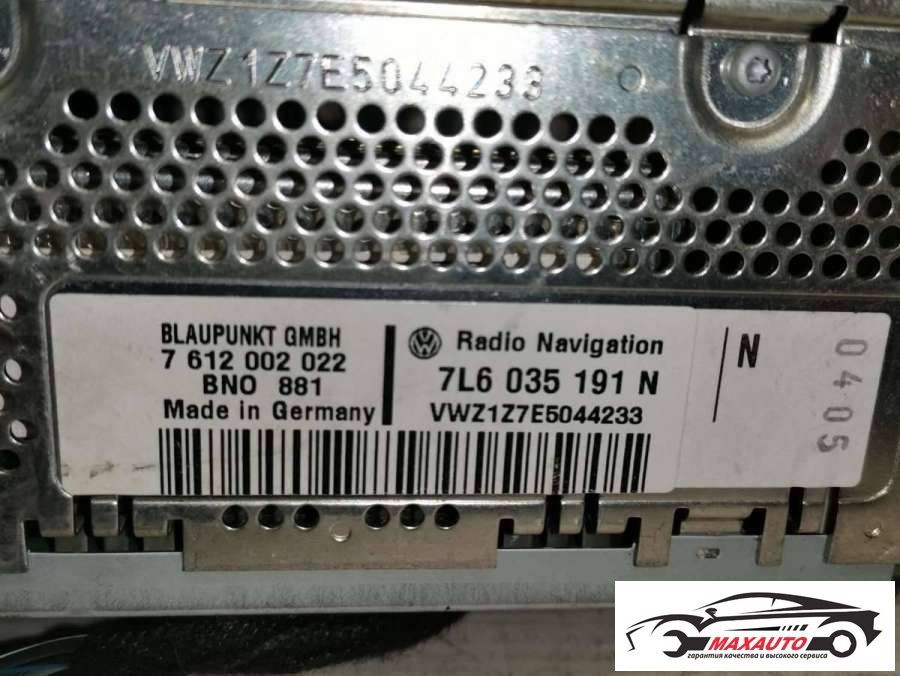 VWZ1Z7E5044233
BLAUPUNKT GMBH
7 612 002 022
BNO 881
Made in Germany
Radio Navigation
7L6 035 191 N
VWZ1Z7E5044233
N
0405
MAXAUTO
гарантия качества и высокого сервиса